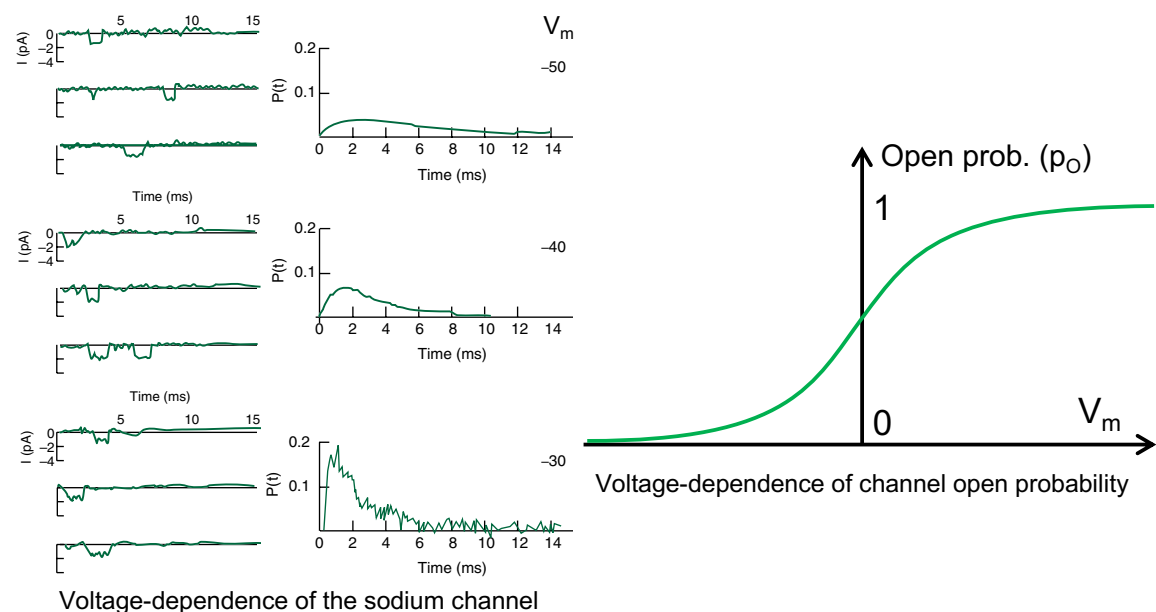 5 10 15
I (pA)
0
−2
−4
Time (ms)
5 10 15
I (pA)
0
−2
−4
Time (ms)
5 10 15
I (pA)
0
−2
−4
V_m
0.2
P(t)
0.1
0 2 4 6 8 10 12 14
Time (ms)
−50
0.2
P(t)
0.1
0 2 4 6 8 10 12 14
Time (ms)
−40
0.2
P(t)
0.1
0 2 4 6 8 10 12 14
Time (ms)
−30
Voltage-dependence of the sodium channel
Open prob. (p_O)
1
0
V_m
Voltage-dependence of channel open probability